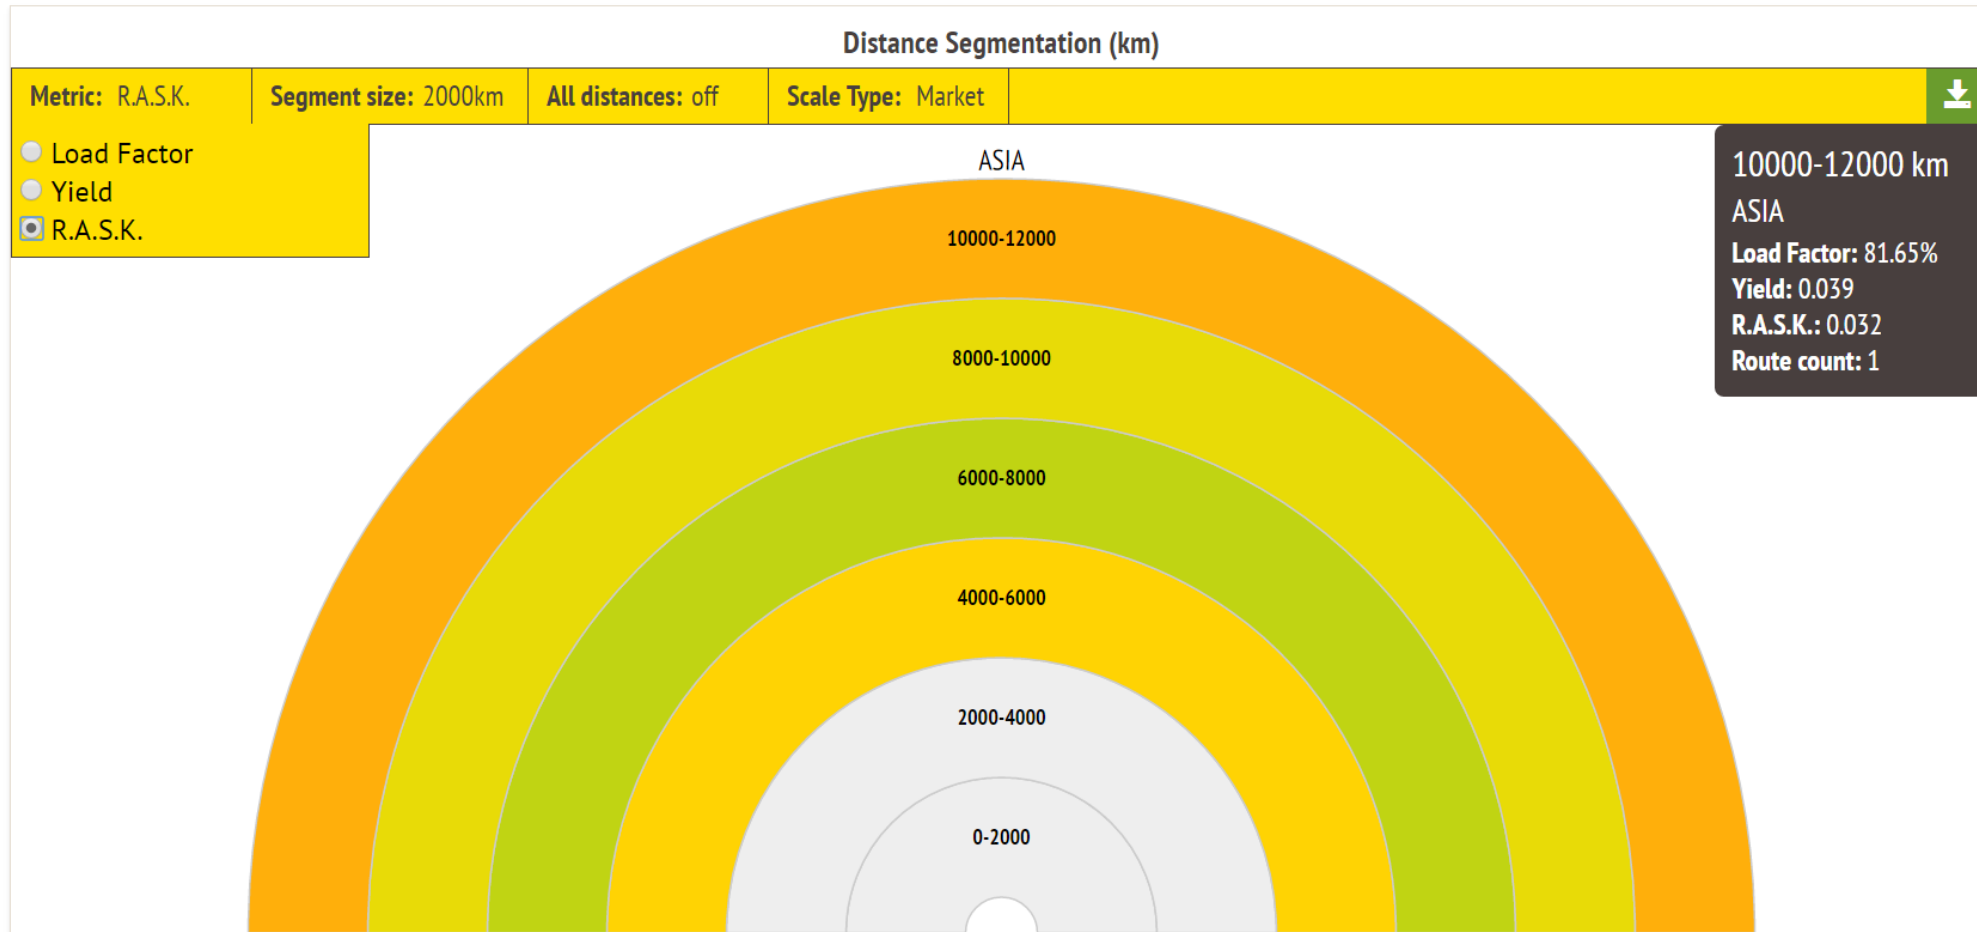 Distance Segmentation (km)
Metric: R.A.S.K. Segment size: 2000km All distances: off Scale Type: Market
Load Factor
Yield
R.A.S.K.
ASIA
10000-12000
8000-10000
6000-8000
4000-6000
2000-4000
0-2000
10000-12000 km
ASIA
Load Factor: 81.65%
Yield: 0.039
R.A.S.K.: 0.032
Route count: 1